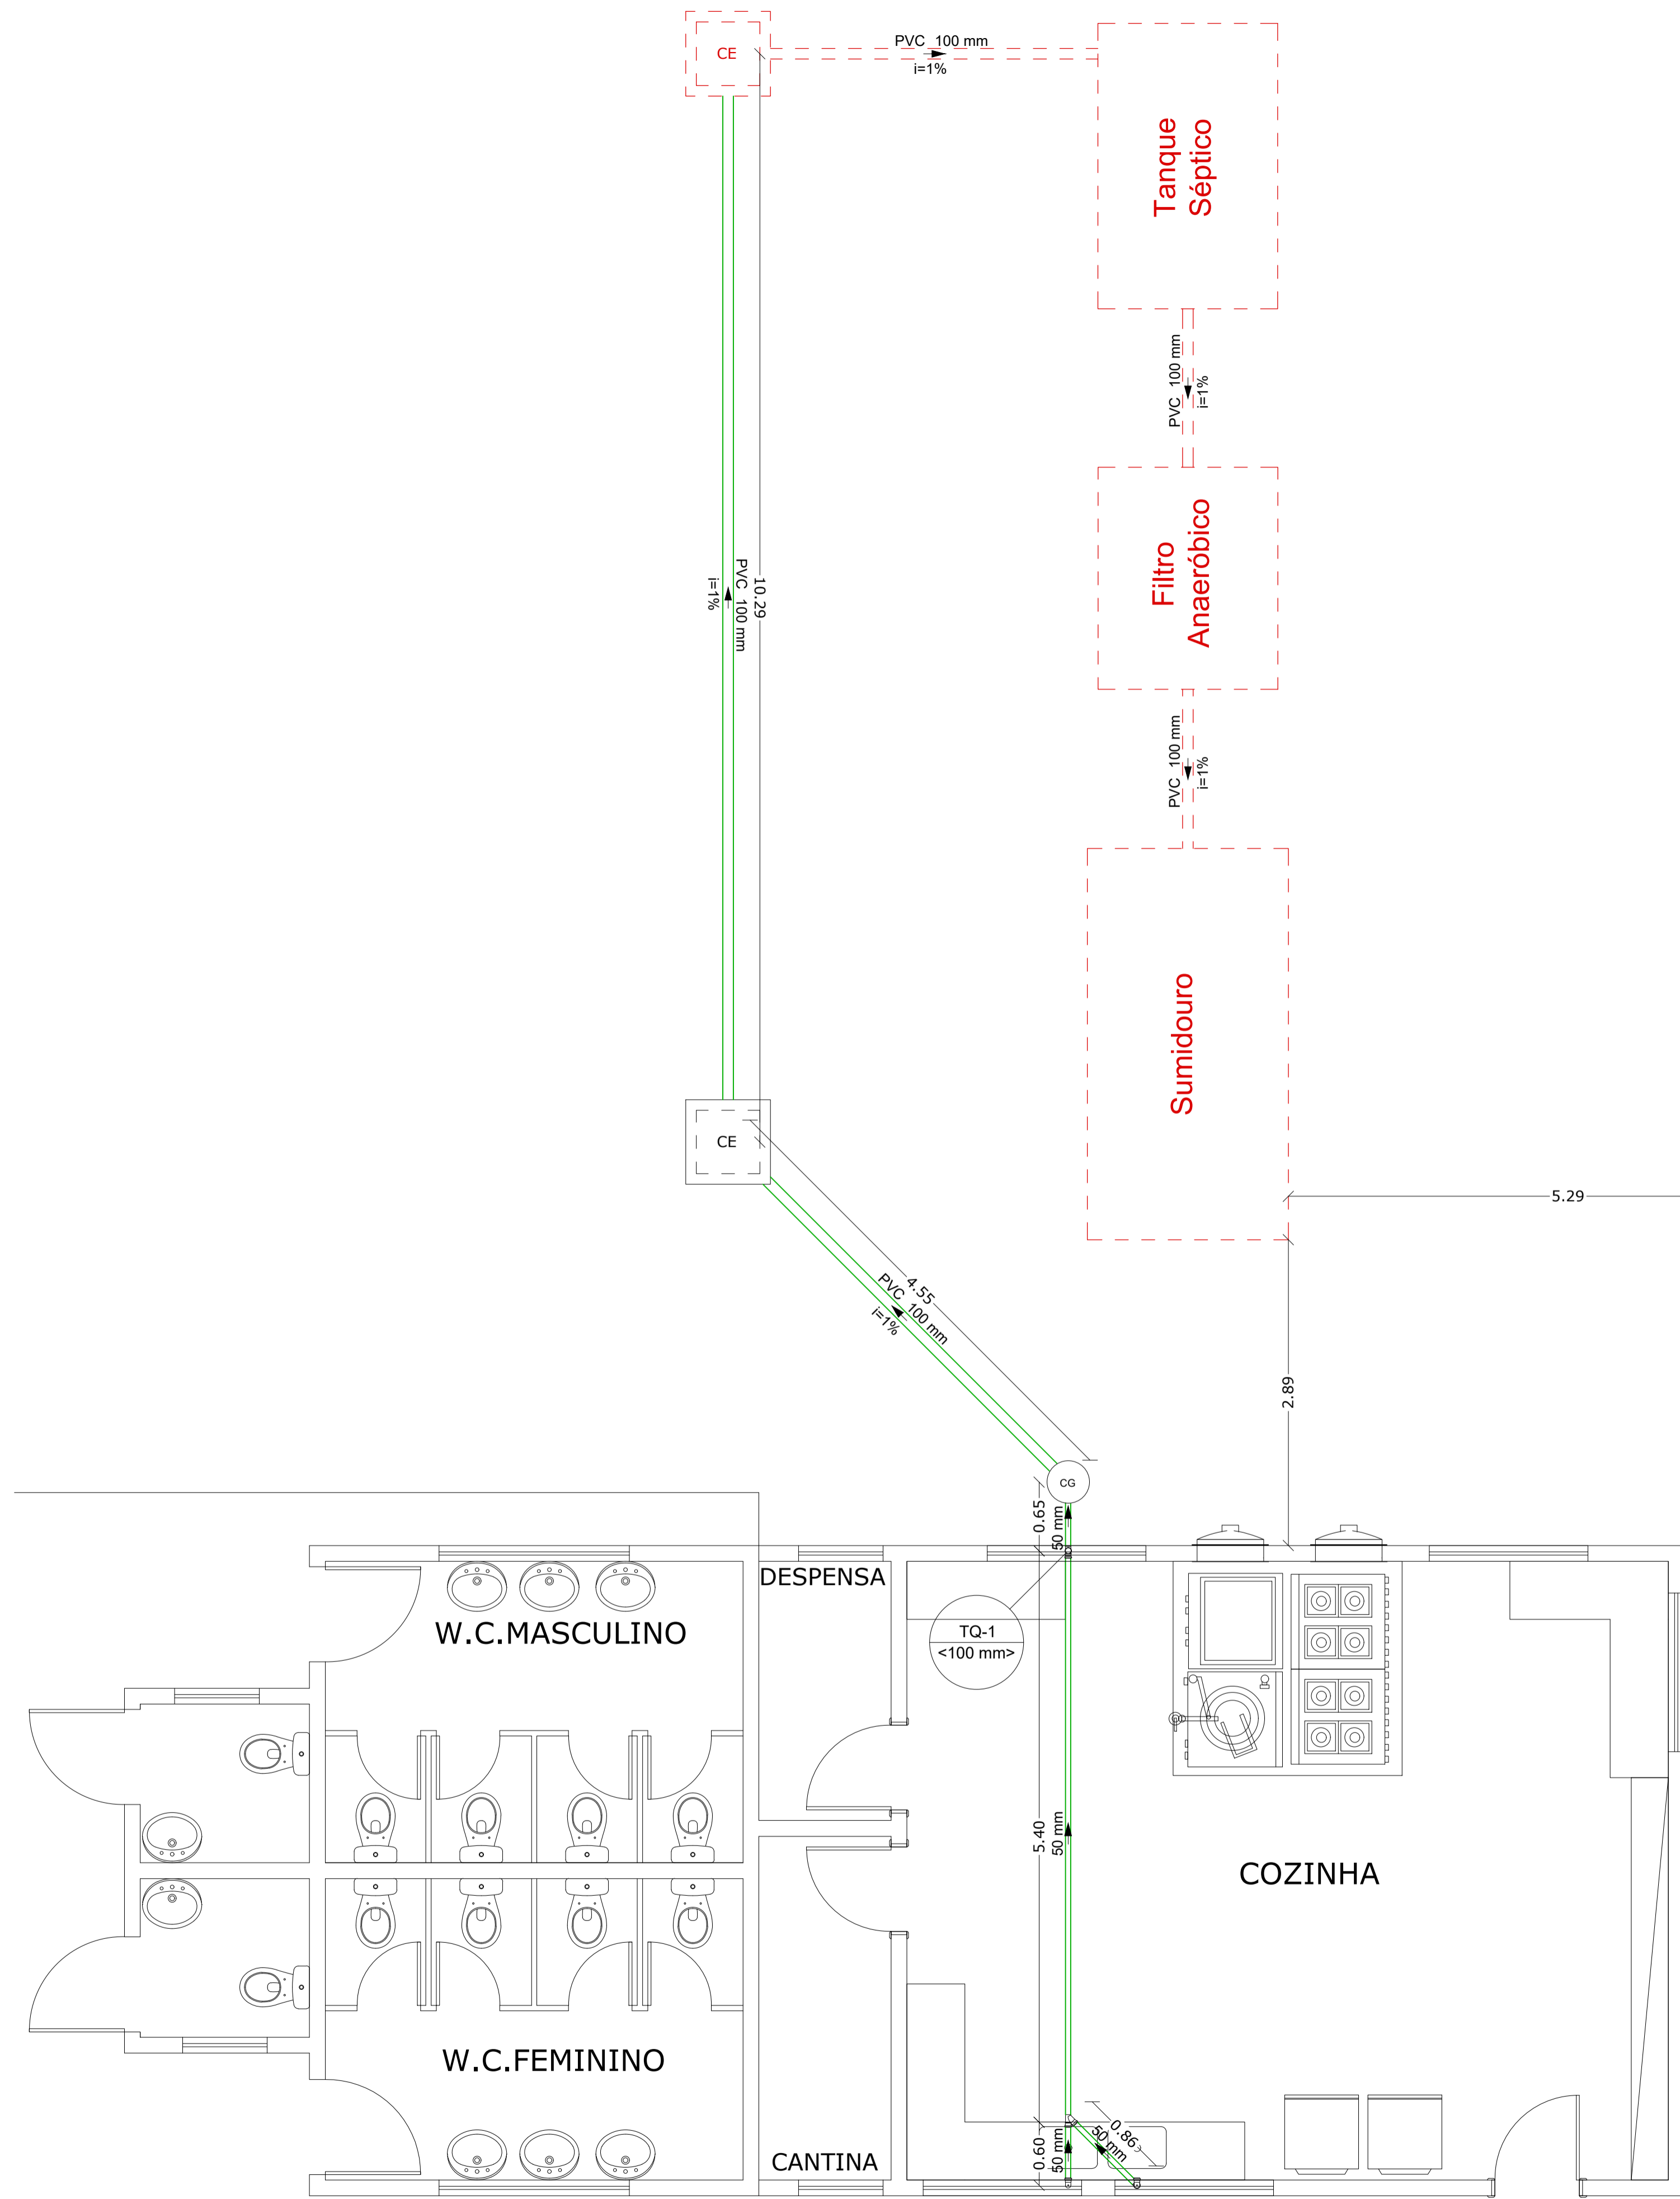 CE
PVC 100 mm
i=1%
Tanque
Séptico
PVC 100 mm
i=1%
Filtro
Anaeróbico
10.29
PVC 100 mm
i=1%
PVC 100 mm
i=1%
Sumidouro
CE
5.29
4.55
PVC 100 mm
i=1%
2.89
CG
0.65
50 mm
DESPENSA
W.C.MASCULINO
TQ-1
<100 mm>
5.40
50 mm
COZINHA
W.C.FEMININO
CANTINA
0.60
50 mm
0.86
50 mm